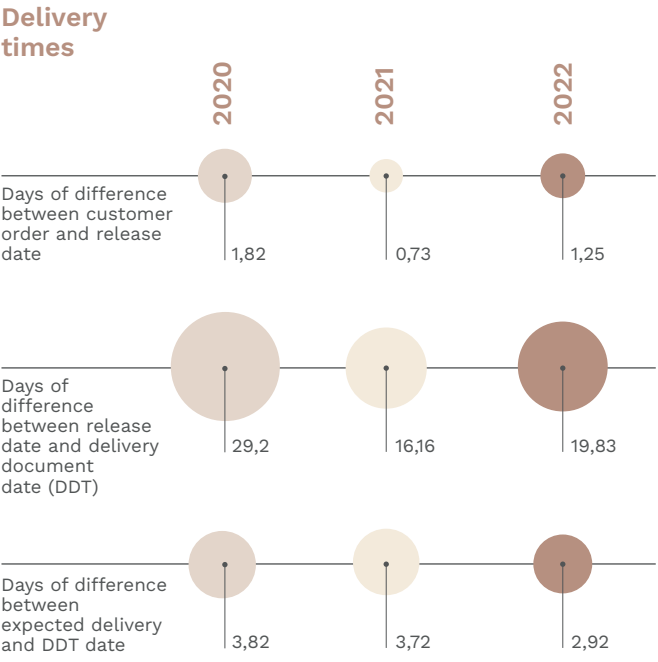 Delivery
times
2020
2021
2022
Days of difference
between customer
order and release
date
1,82
0,73
1,25
Days of
difference
between release
date and delivery
document
date (DDT)
29,2
16,16
19,83
Days of difference
between
expected delivery
and DDT date
3,82
3,72
2,92